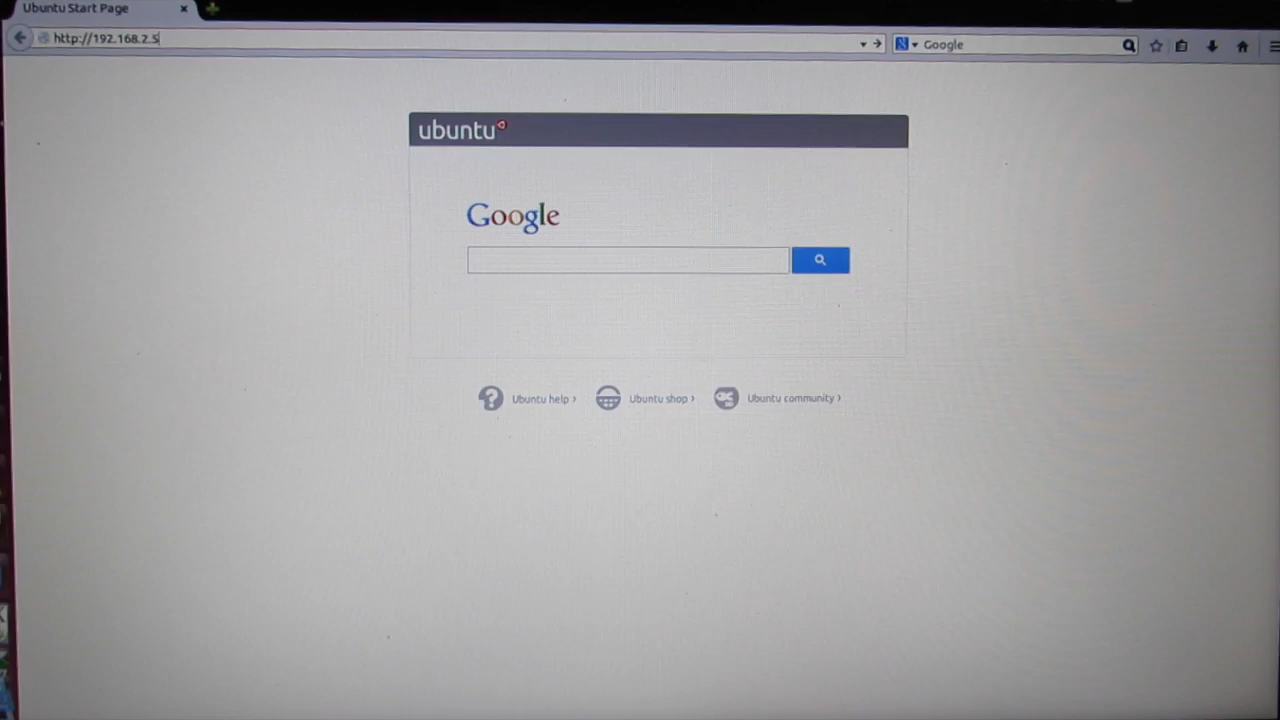 Ubuntu Start Page
http://192.168.2.5
Google
ubuntu
Google
Ubuntu help ›
Ubuntu shop ›
Ubuntu community ›